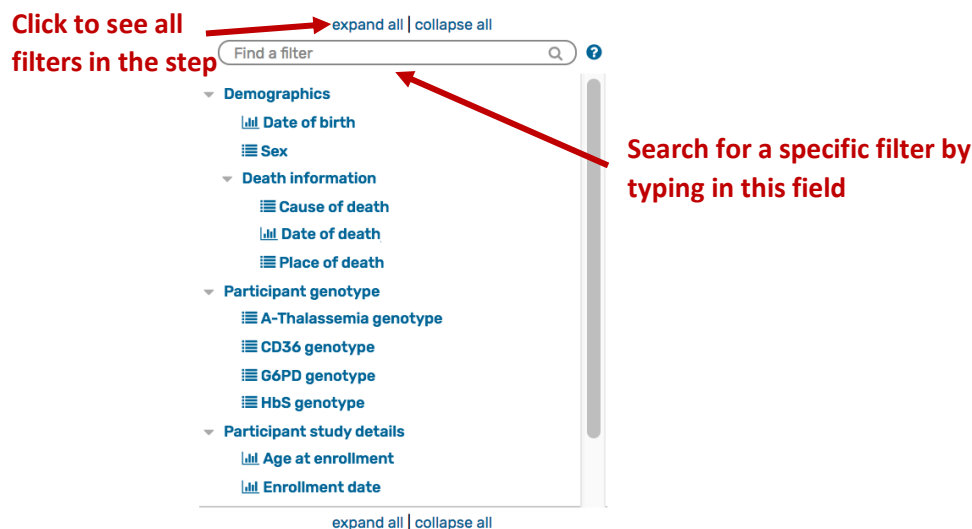 Click to see all
filters in the step
expand all | collapse all
Find a filter
Demographics
Date of birth
Sex
Death information
Cause of death
Date of death
Place of death
Participant genotype
A-Thalassemia genotype
CD36 genotype
G6PD genotype
HbS genotype
Participant study details
Age at enrollment
Enrollment date
expand all | collapse all
Search for a specific filter by
typing in this field